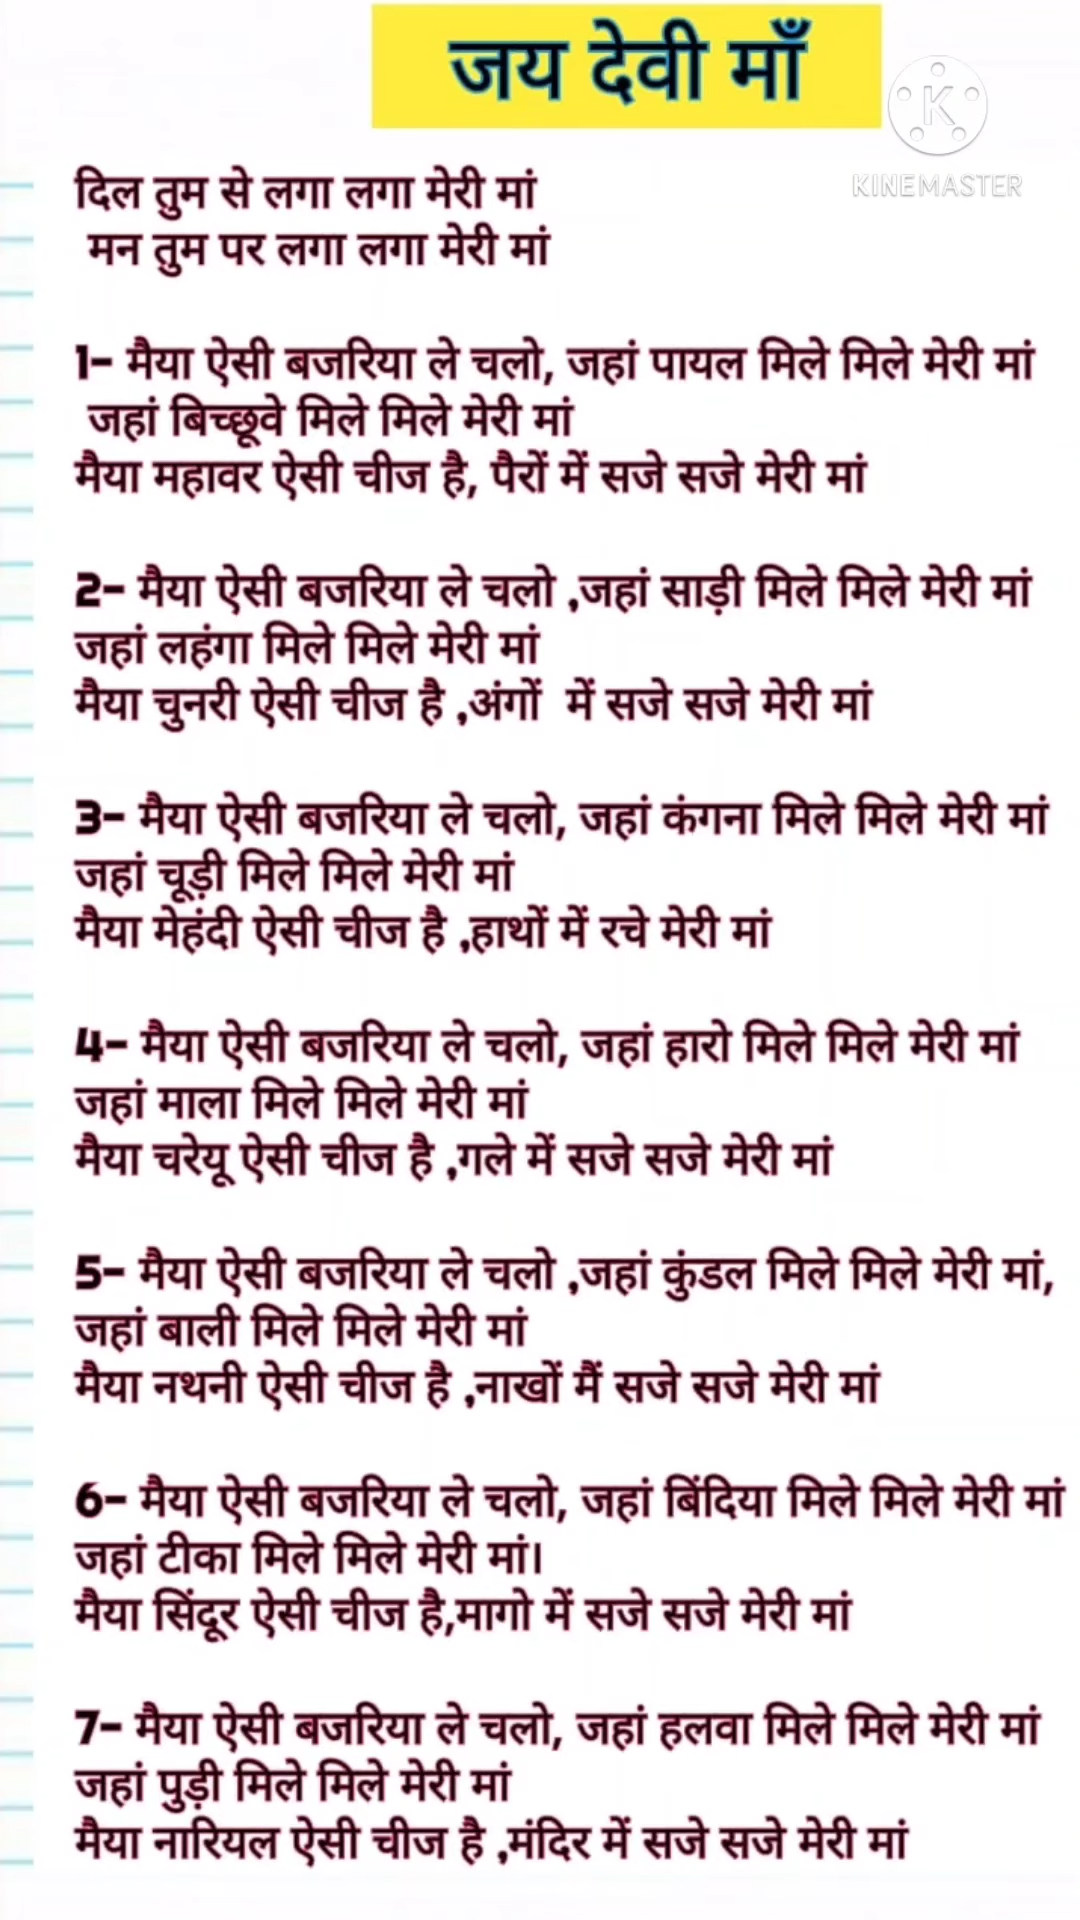 जय देवी माँ
KINEMASTER
दिल तुम से लगा लगा मेरी मां
मन तुम पर लगा लगा मेरी मां
1- मैया ऐसी बजरिया ले चलो, जहां पायल मिले मिले मेरी मां
जहां बिच्छूवे मिले मिले मेरी मां
मैया महावर ऐसी चीज है, पैरों में सजे सजे मेरी मां
2- मैया ऐसी बजरिया ले चलो ,जहां साड़ी मिले मिले मेरी मां
जहां लहंगा मिले मिले मेरी मां
मैया चुनरी ऐसी चीज है ,अंगों में सजे सजे मेरी मां
3- मैया ऐसी बजरिया ले चलो, जहां कंगना मिले मिले मेरी मां
जहां चूड़ी मिले मिले मेरी मां
मैया मेहंदी ऐसी चीज है ,हाथों में रचे मेरी मां
4- मैया ऐसी बजरिया ले चलो, जहां हारो मिले मिले मेरी मां
जहां माला मिले मिले मेरी मां
मैया चरेयू ऐसी चीज है ,गले में सजे सजे मेरी मां
5- मैया ऐसी बजरिया ले चलो ,जहां कुंडल मिले मिले मेरी मां,
जहां बाली मिले मिले मेरी मां
मैया नथनी ऐसी चीज है ,नाखों मैं सजे सजे मेरी मां
6- मैया ऐसी बजरिया ले चलो, जहां बिंदिया मिले मिले मेरी मां
जहां टीका मिले मिले मेरी मां।
मैया सिंदूर ऐसी चीज है,मागो में सजे सजे मेरी मां
7- मैया ऐसी बजरिया ले चलो, जहां हलवा मिले मिले मेरी मां
जहां पुड़ी मिले मिले मेरी मां
मैया नारियल ऐसी चीज है ,मंदिर में सजे सजे मेरी मां